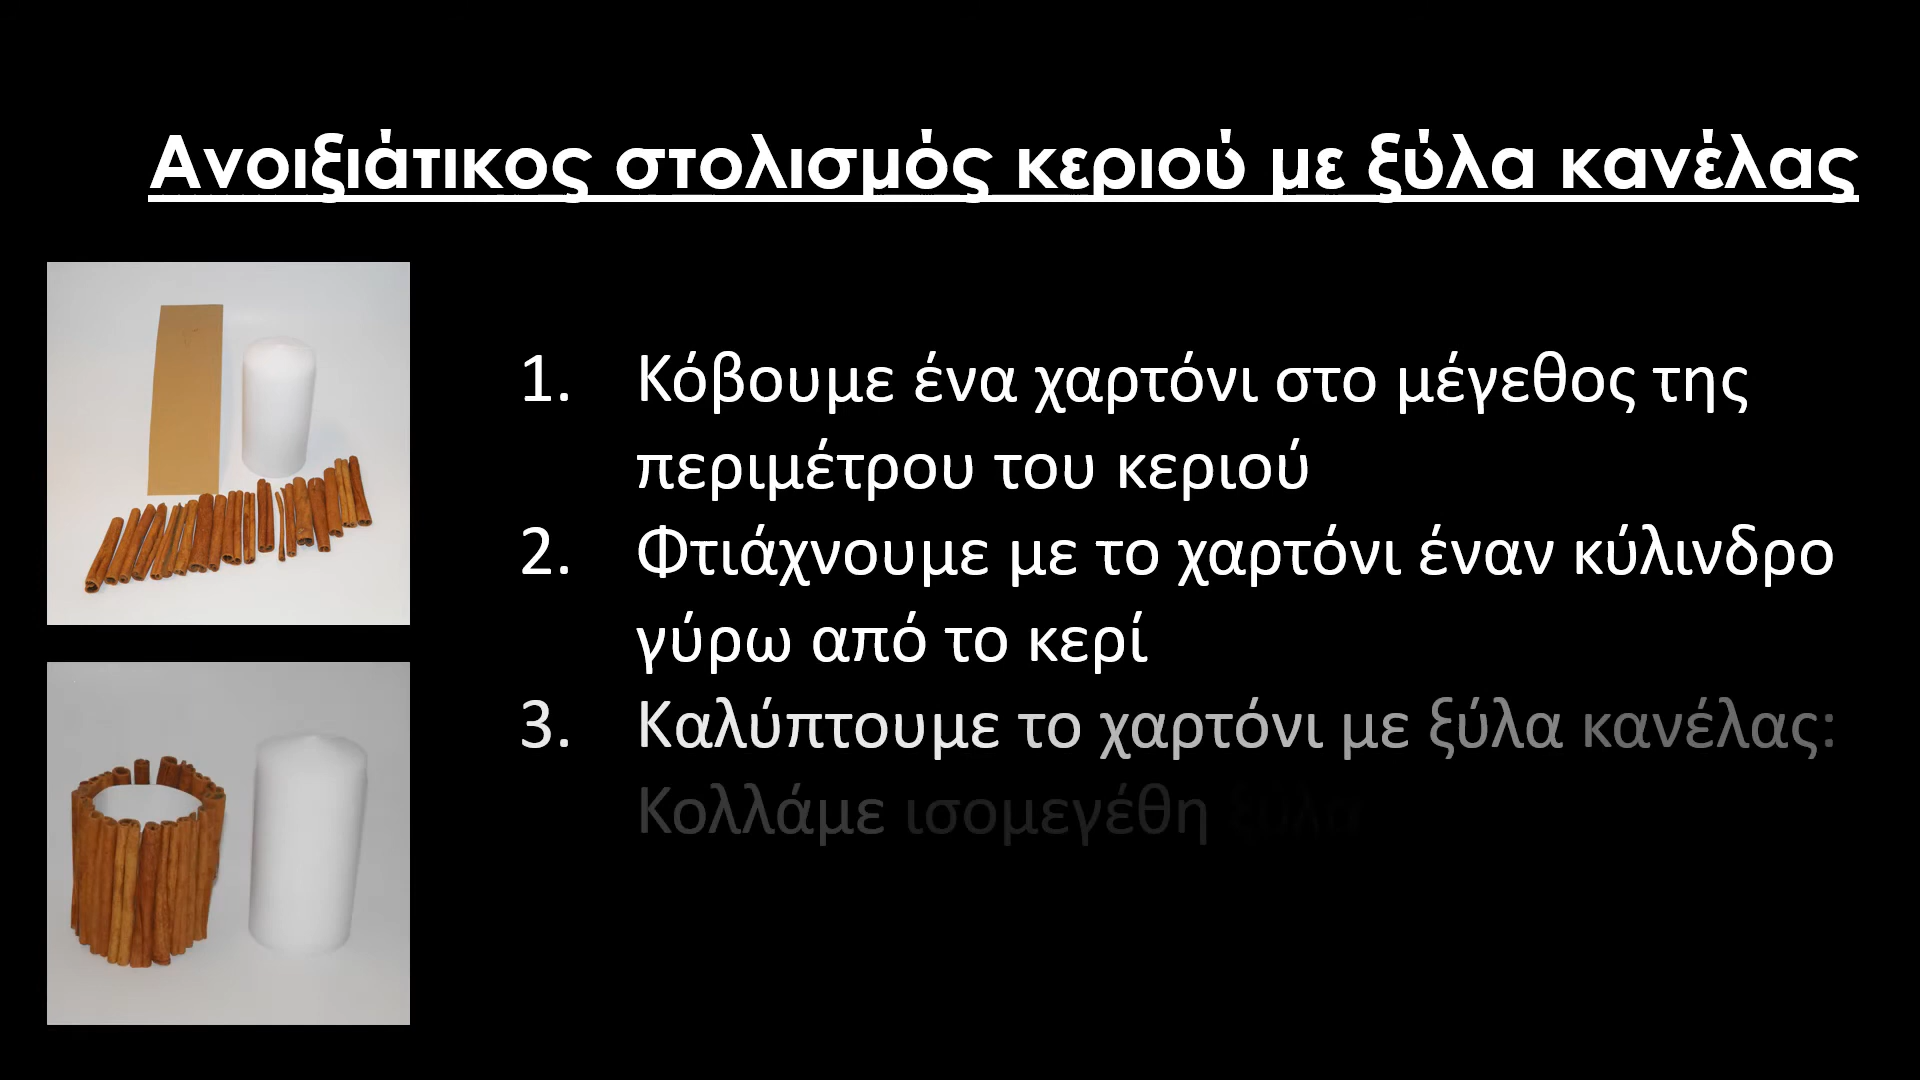 Ανοιξιάτικος στολισμός κεριού με ξύλα κανέλας
1. Κόβουμε ένα χαρτόνι στο μέγεθος της
περιμέτρου του κεριού
2. Φτιάχνουμε με το χαρτόνι έναν κύλινδρο
γύρω από το κερί
3. Καλύπτουμε το χαρτόνι με ξύλα κανέλας:
Κολλάμε ισομεγέθη ξύλα